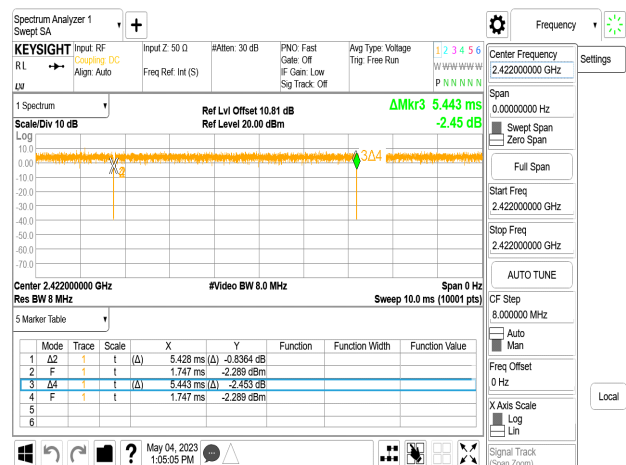 Spectrum Analyzer 1
Swept SA
Frequency
KEYSIGHT
RL
Input: RF
Coupling: DC
Align: Auto
Input Z: 50 Ω
Freq Ref: Int (S)
#Atten: 30 dB
PNO: Fast
Gate: Off
IF Gain: Low
Sig Track: Off
Avg Type: Voltage
Trig: Free Run
1 2 3 4 5 6
W W W W W W
P N N N N N
1 Spectrum
Scale/Div 10 dB
Ref Lvl Offset 10.81 dB
Ref Level 20.00 dBm
ΔMkr3 5.443 ms
-2.45 dB
Log
10.0
0.00
-10.0
-20.0
-30.0
-40.0
-50.0
-60.0
-70.0
3Δ4
Center 2.422000000 GHz
#Video BW 8.0 MHz
Span 0 Hz
Res BW 8 MHz
Sweep 10.0 ms (10001 pts)
5 Marker Table
Mode Trace Scale X Y Function Function Width Function Value
1 Δ2 1 t (Δ) 5.428 ms (Δ) -0.8364 dB
2 F 1 t 1.747 ms -2.289 dBm
3 Δ4 1 t (Δ) 5.443 ms (Δ) -2.453 dB
4 F 1 t 1.747 ms -2.289 dBm
5
6
?
May 04, 2023
1:05:05 PM
Center Frequency
2.422000000 GHz
Settings
Span
0.00000000 Hz
Swept Span
Zero Span
Full Span
Start Freq
2.422000000 GHz
Stop Freq
2.422000000 GHz
AUTO TUNE
CF Step
8.000000 MHz
Auto
Man
Freq Offset
0 Hz
X Axis Scale
Log
Lin
Local
Signal Track
(Span Zoom)